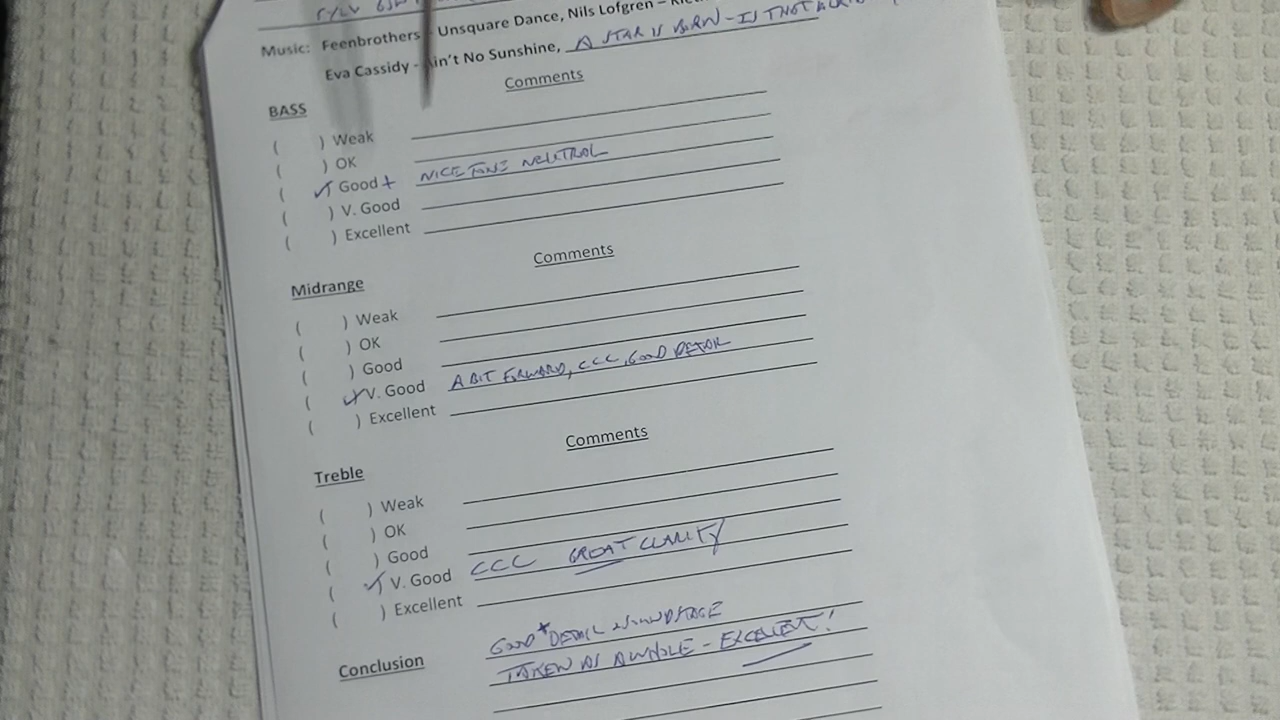 Music: Feenbrothers - Unsquare Dance, Nils Lofgren -
Eva Cassidy - Ain't No Sunshine, A STAR IS BORN - IS THAT
Comments
BASS
( ) Weak
( ) OK
( ✓ Good + NICE TONE NEUTRAL
( ) V. Good
( ) Excellent
Comments
Midrange
( ) Weak
( ) OK
( ) Good
( ✓ V. Good A BIT FORWARD, CCC, GOOD DETAIL
( ) Excellent
Comments
Treble
( ) Weak
( ) OK
( ) Good
( ✓ V. Good CCC GREAT CLARITY
( ) Excellent
GOOD + DETAIL SOUNDSTAGE
Conclusion TAKEN AS A WHOLE - EXCELLENT!